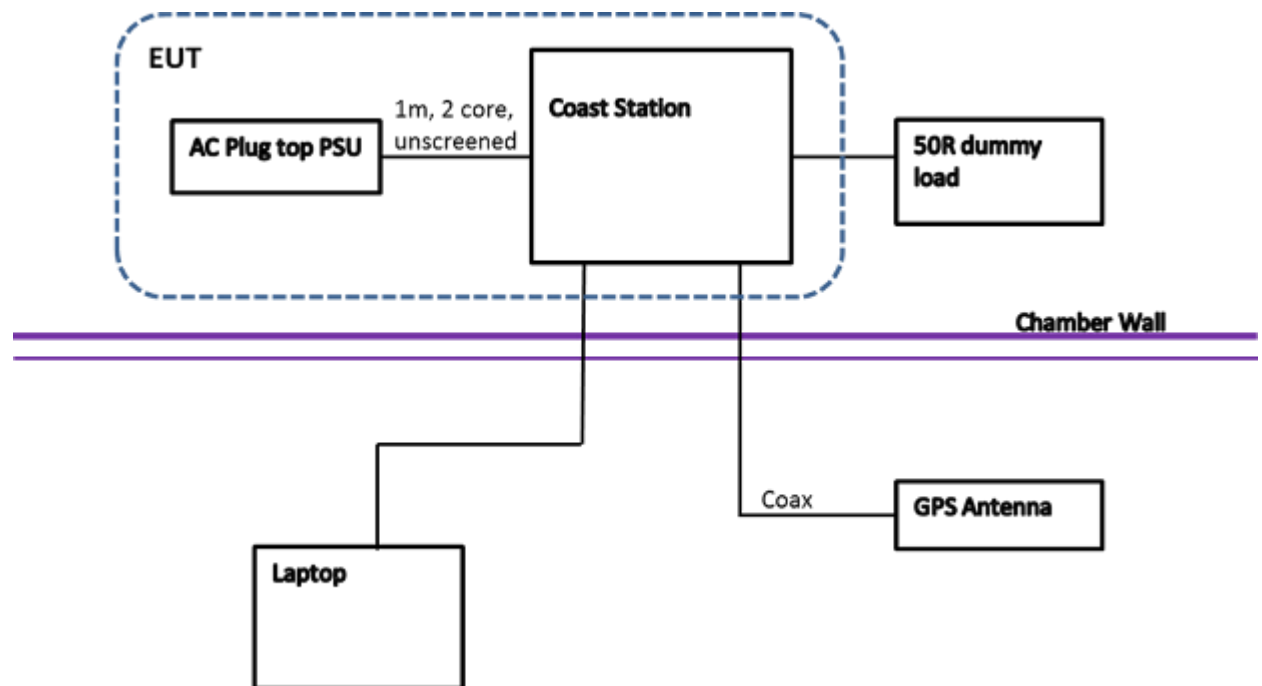 EUT
AC Plug top PSU
1m, 2 core,
unscreened
Coast Station
50R dummy
load
Chamber Wall
Coax
GPS Antenna
Laptop